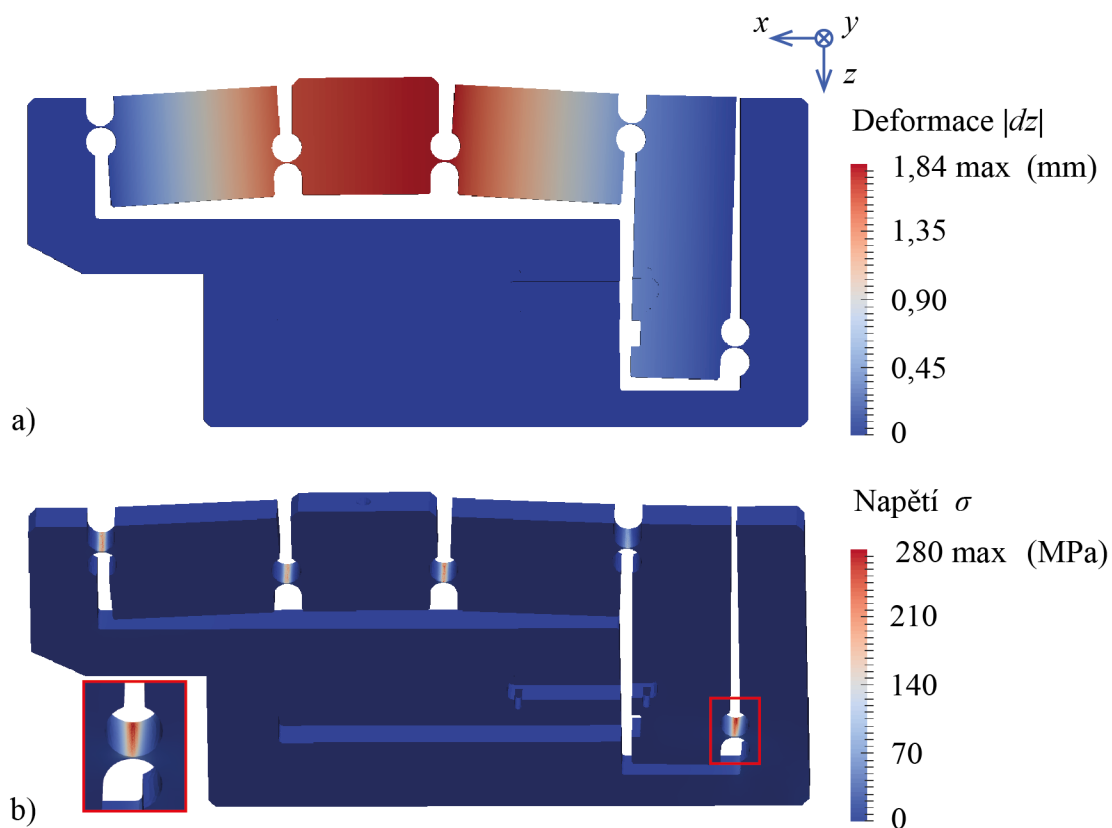 x
y
z
Deformace |dz|
1,84 max (mm)
1,35
0,90
0,45
0
a)
Napětí σ
280 max (MPa)
210
140
70
0
b)